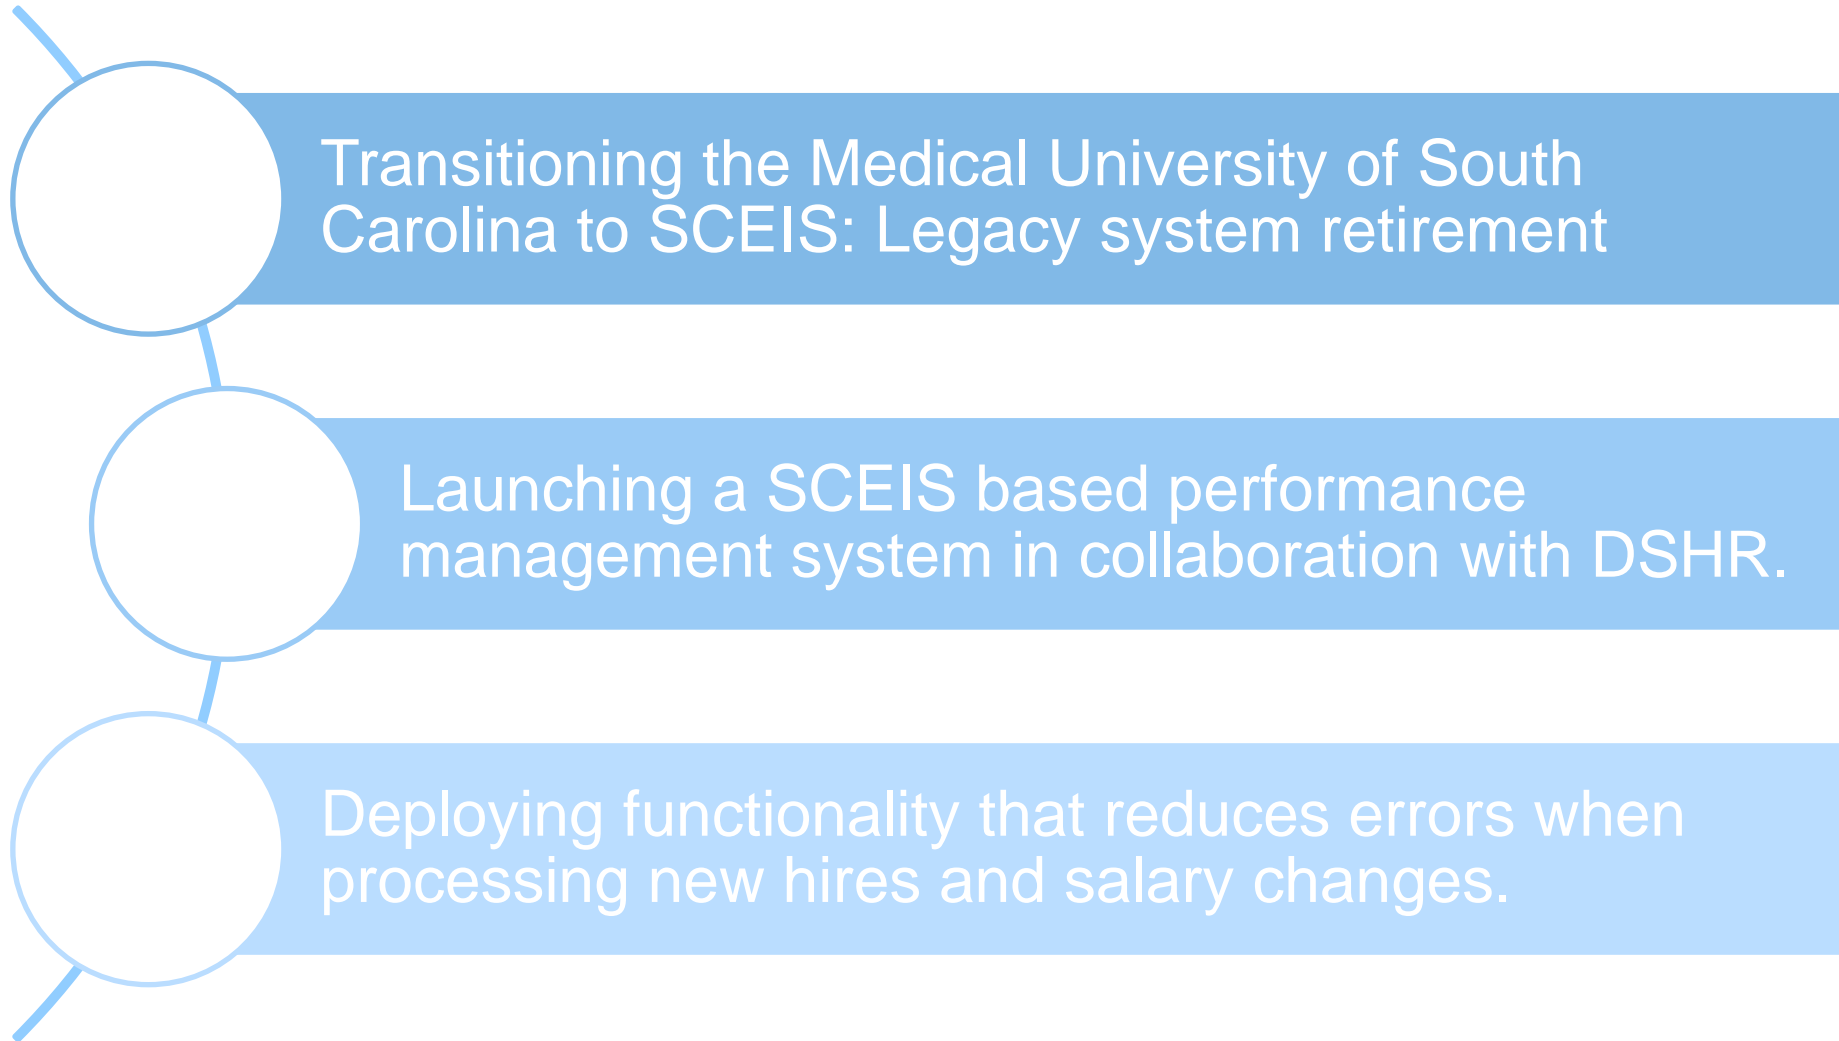 Transitioning the Medical University of South
Carolina to SCEIS: Legacy system retirement
Launching a SCEIS based performance
management system in collaboration with DSHR.
Deploying functionality that reduces errors when
processing new hires and salary changes.